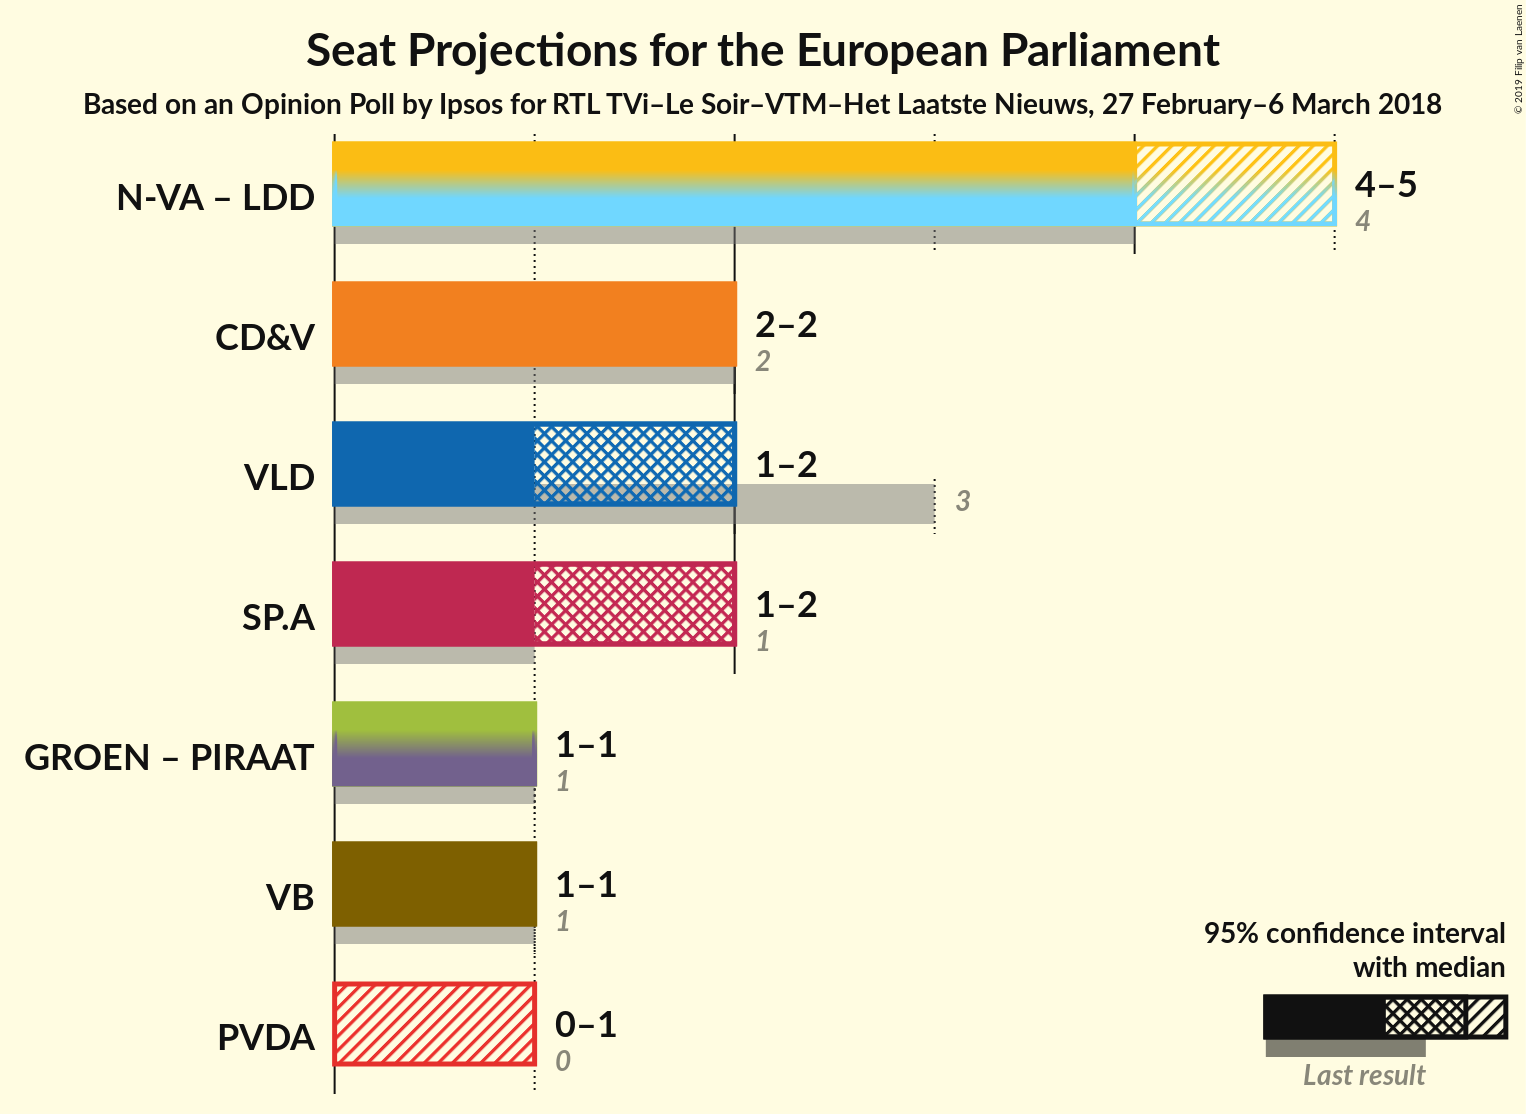 Seat Projections for the European Parliament
Based on an Opinion Poll by Ipsos for RTL TVi–Le Soir–VTM–Het Laatste Nieuws, 27 February–6 March 2018
© 2019 Filip van Laenen
N-VA – LDD
4–5
4
CD&V
2–2
2
VLD
1–2
3
SP.A
1–2
1
GROEN – PIRAAT
1–1
1
VB
1–1
1
PVDA
0–1
0
95% confidence interval
with median
Last result